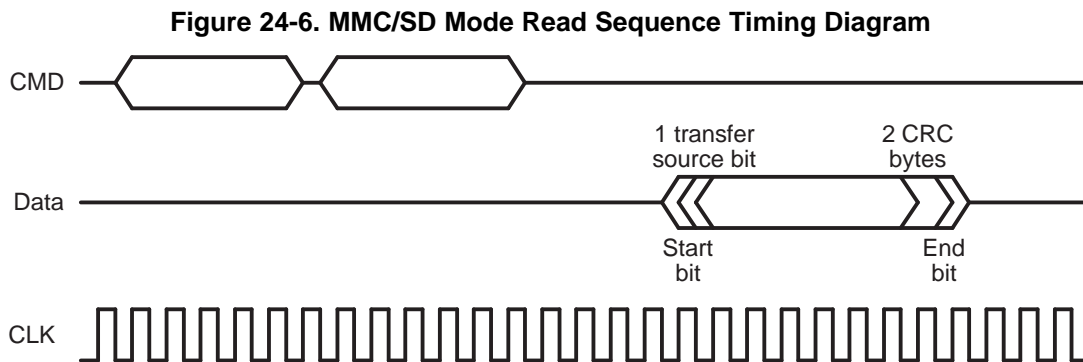 Figure 24-6. MMC/SD Mode Read Sequence Timing Diagram
CMD
1 transfer
source bit
2 CRC
bytes
Data
Start
bit
End
bit
CLK